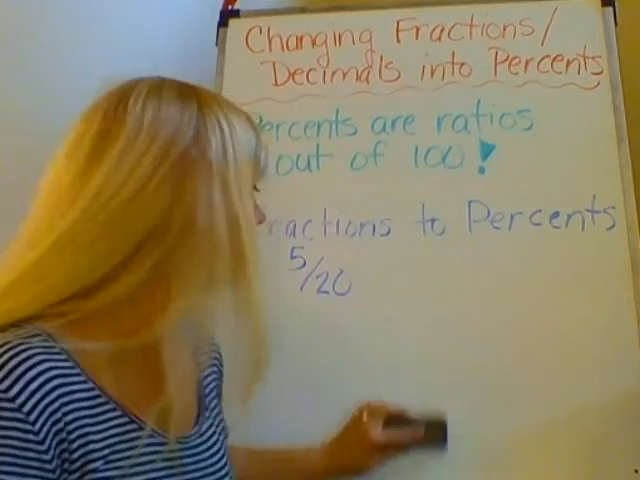 Changing Fractions/
Decimals into Percents
Percents are ratios
out of 100!
Fractions to Percents
5/20